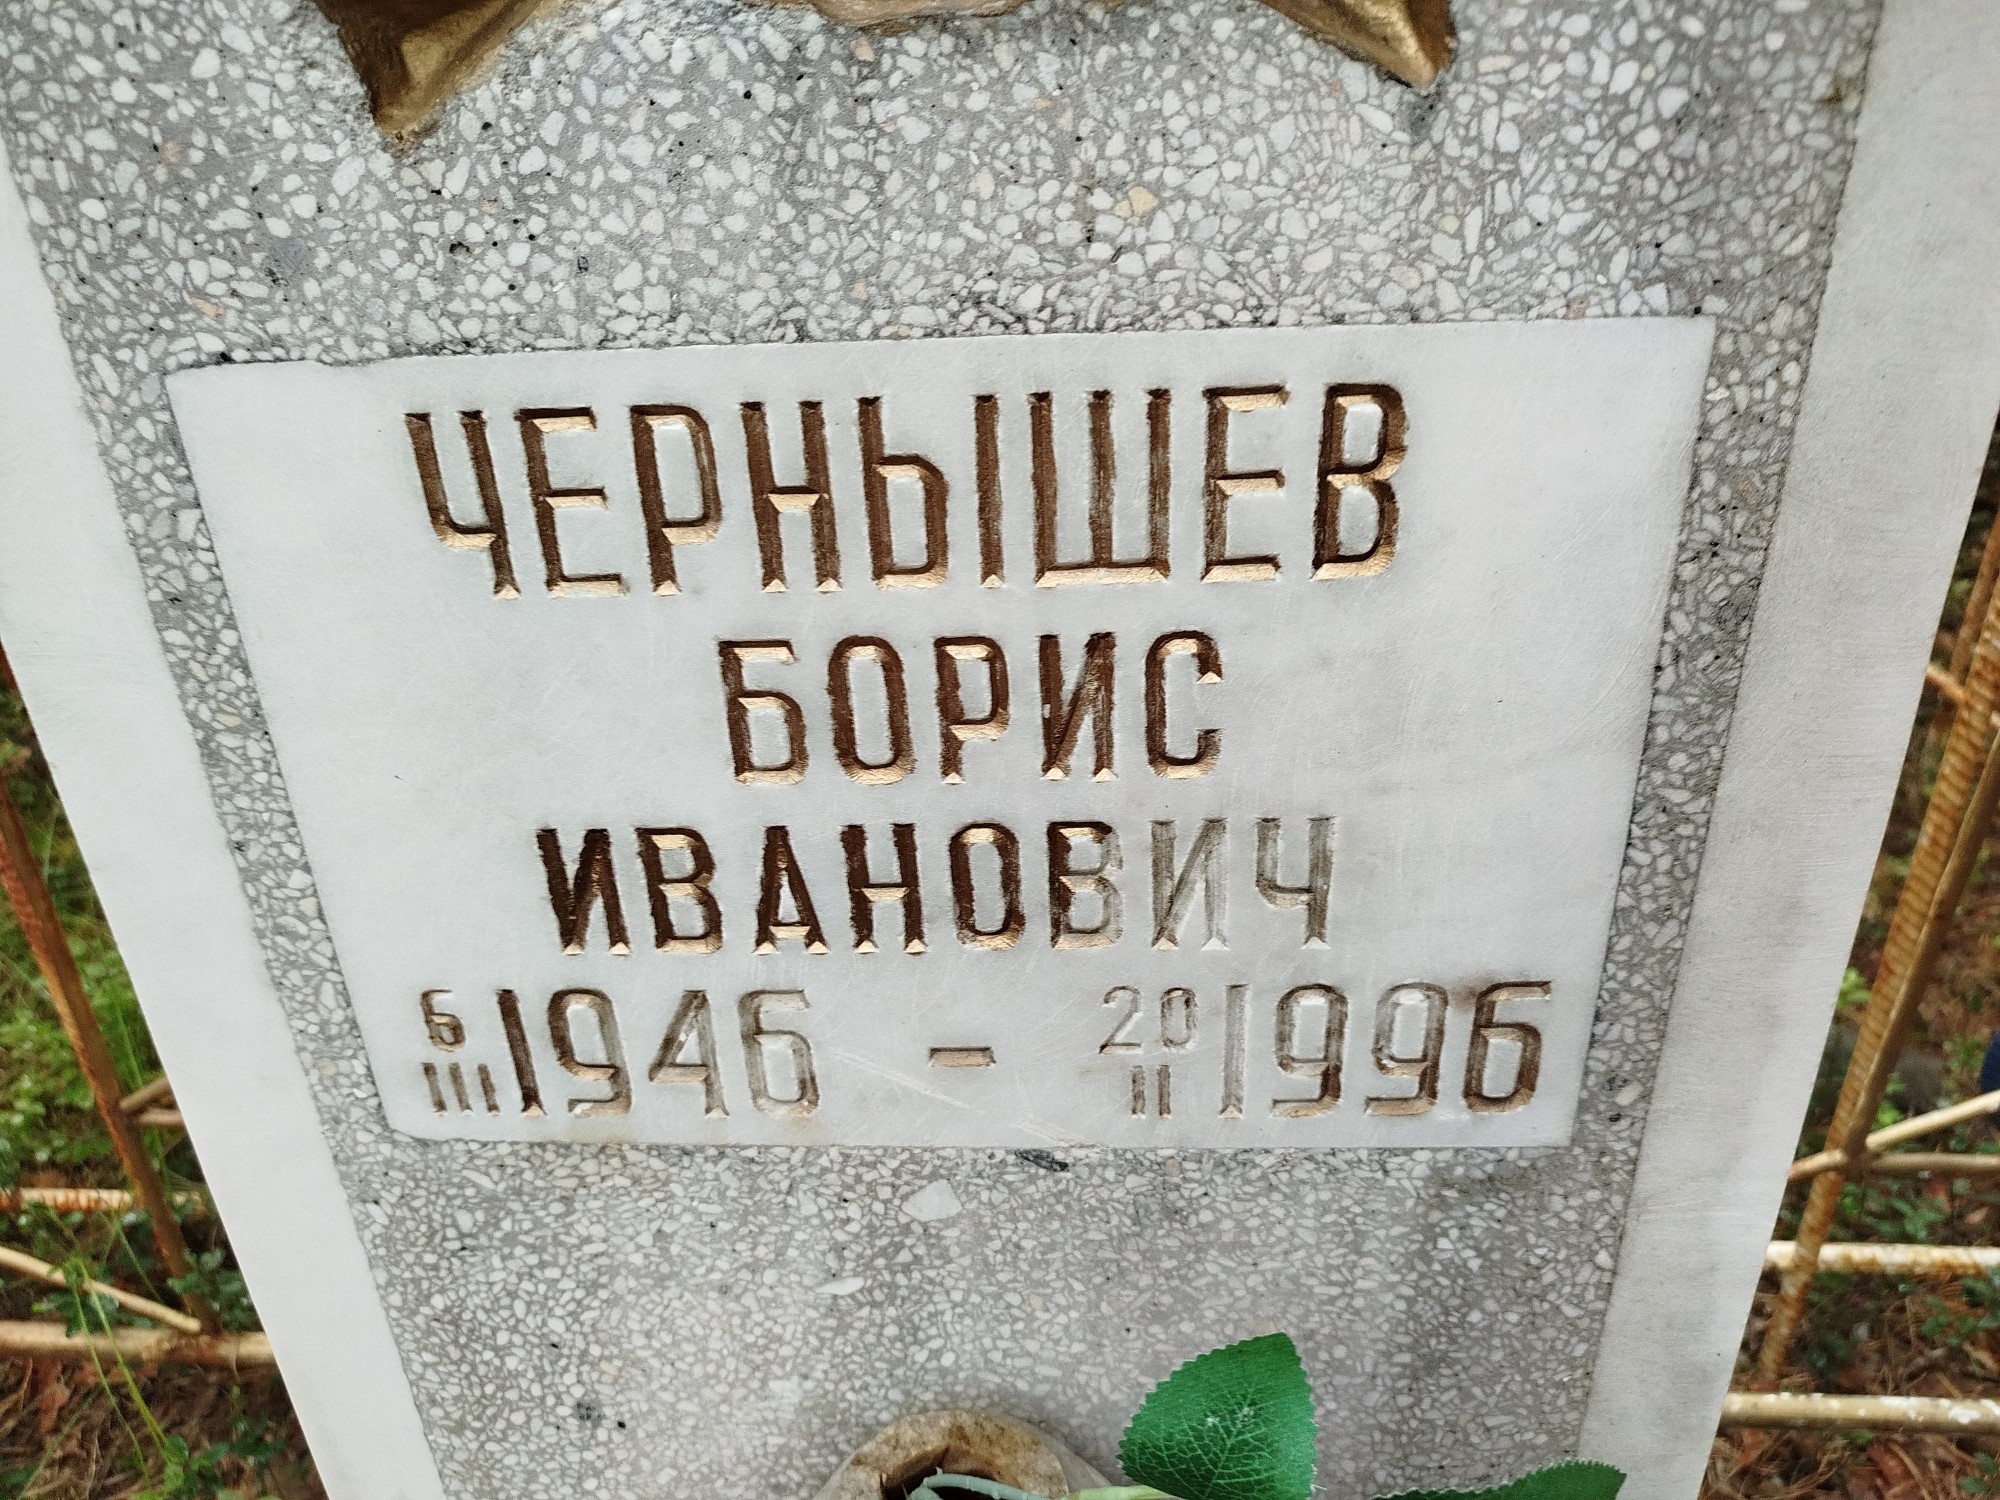 ЧЕРНЫШЕВ
БОРИС
ИВАНОВИЧ
6 III 1946 - 20 II 1996